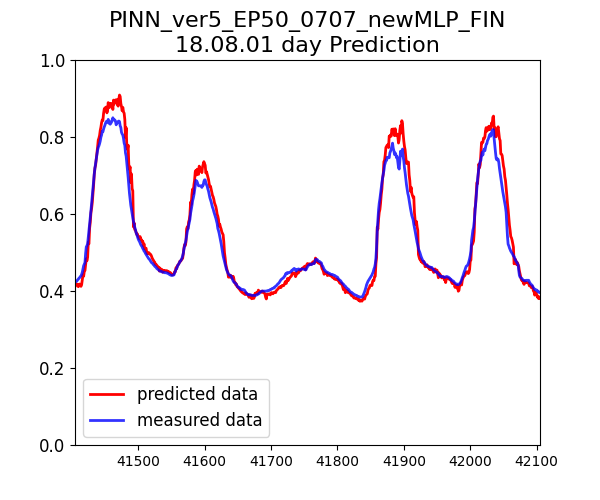 PINN_ver5_EP50_0707_newMLP_FIN
18.08.01 day Prediction
1.0
0.8
0.6
0.4
0.2
0.0
predicted data
measured data
41500 41600 41700 41800 41900 42000 42100